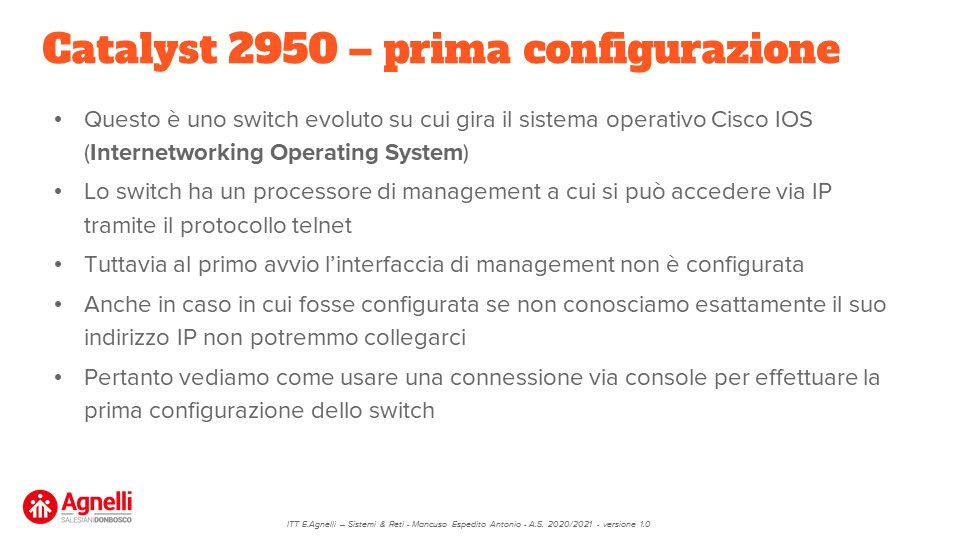 Catalyst 2950 – prima configurazione
• Questo è uno switch evoluto su cui gira il sistema operativo Cisco IOS
(Internetworking Operating System)
• Lo switch ha un processore di management a cui si può accedere via IP
tramite il protocollo telnet
• Tuttavia al primo avvio l’interfaccia di management non è configurata
• Anche in caso in cui fosse configurata se non conosciamo esattamente il suo
indirizzo IP non potremmo collegarci
• Pertanto vediamo come usare una connessione via console per effettuare la
prima configurazione dello switch
Agnelli
SALESIANIDONBOSCO
ITT E.Agnelli – Sistemi & Reti - Mancuso Espedito Antonio - A.S. 2020/2021 - versione 1.0